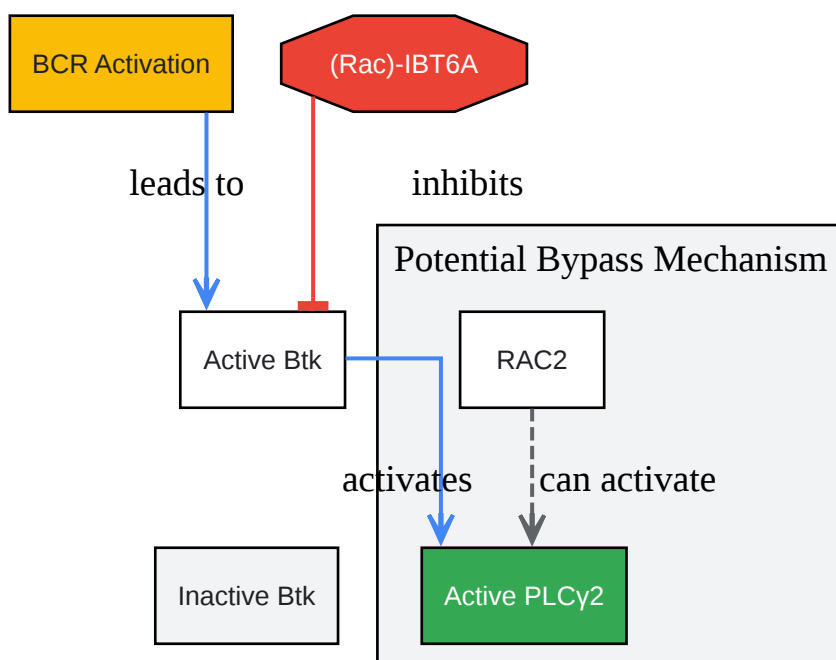 BCR Activation
(Rac)-IBT6A
leads to
inhibits
Potential Bypass Mechanism
Active Btk
RAC2
activates
can activate
Inactive Btk
Active PLCγ2